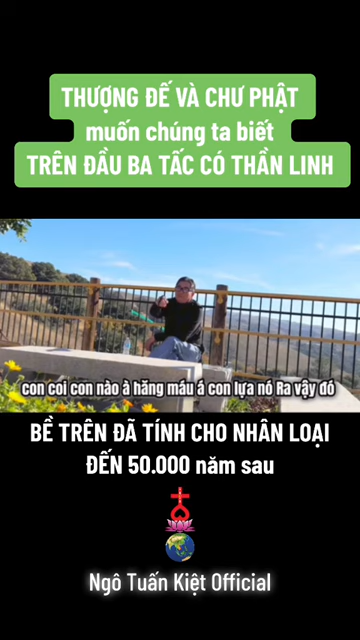 THƯỢNG ĐẾ VÀ CHƯ PHẬT
muốn chúng ta biết
TRÊN ĐẦU BA TẤC CÓ THẦN LINH
con coi con nào à hăng máu á con lựa nó Ra vậy đó
BỀ TRÊN ĐÃ TÍNH CHO NHÂN LOẠI
ĐẾN 50.000 năm sau
Ngô Tuấn Kiệt Official